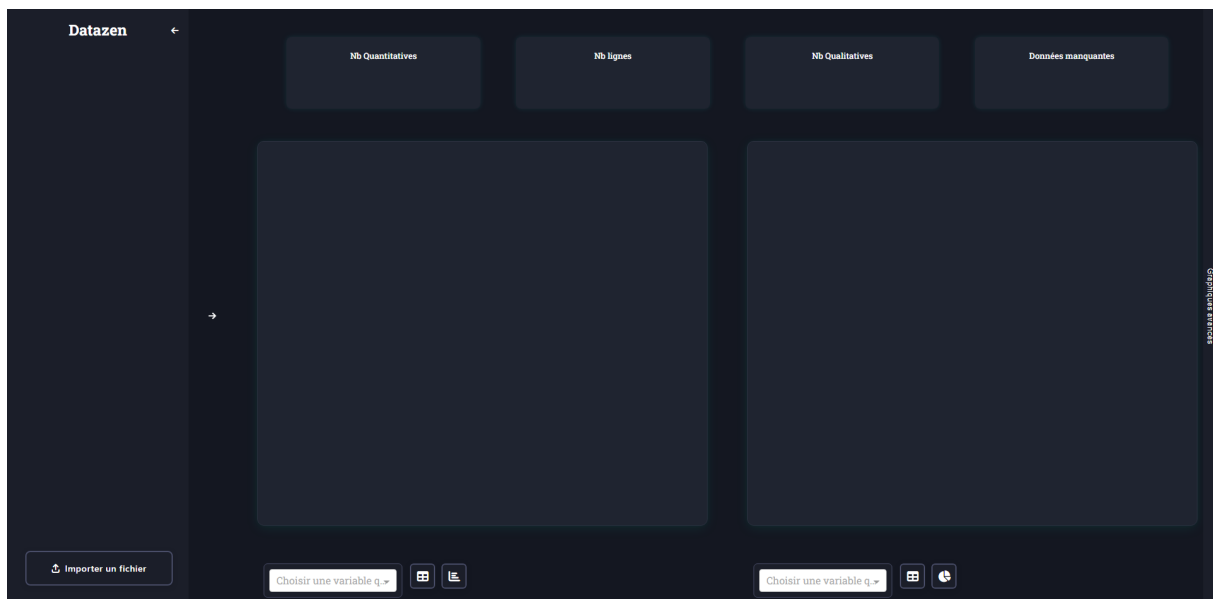 Datazen
Nb Quantitatives
Nb lignes
Nb Qualitatives
Données manquantes
Graphiques avancés
Importer un fichier
Choisir une variable q...
Choisir une variable q...